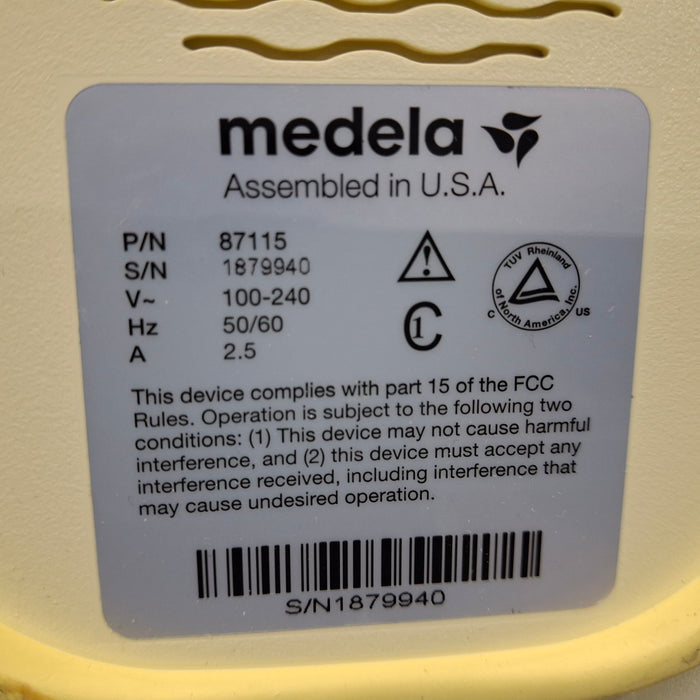 medela
Assembled in U.S.A.
P/N 87115
S/N 1879940
V~ 100-240
Hz 50/60
A 2.5
C1
TUV Rheinland
of North America, Inc.
C US
This device complies with part 15 of the FCC
Rules. Operation is subject to the following two
conditions: (1) This device may not cause harmful
interference, and (2) this device must accept any
interference received, including interference that
may cause undesired operation.
S/N1879940